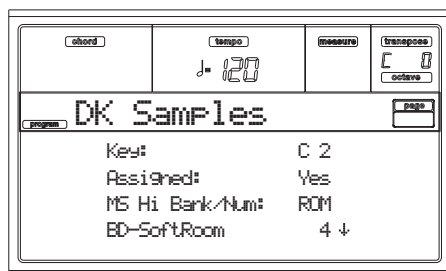 chord
tempo
measure
transpose
♩= 120
C 0
octave
program DK Samples
page
Key: C 2
Assigned: Yes
MS Hi Bank/Num: ROM
BD-SoftRoom 4 ↓